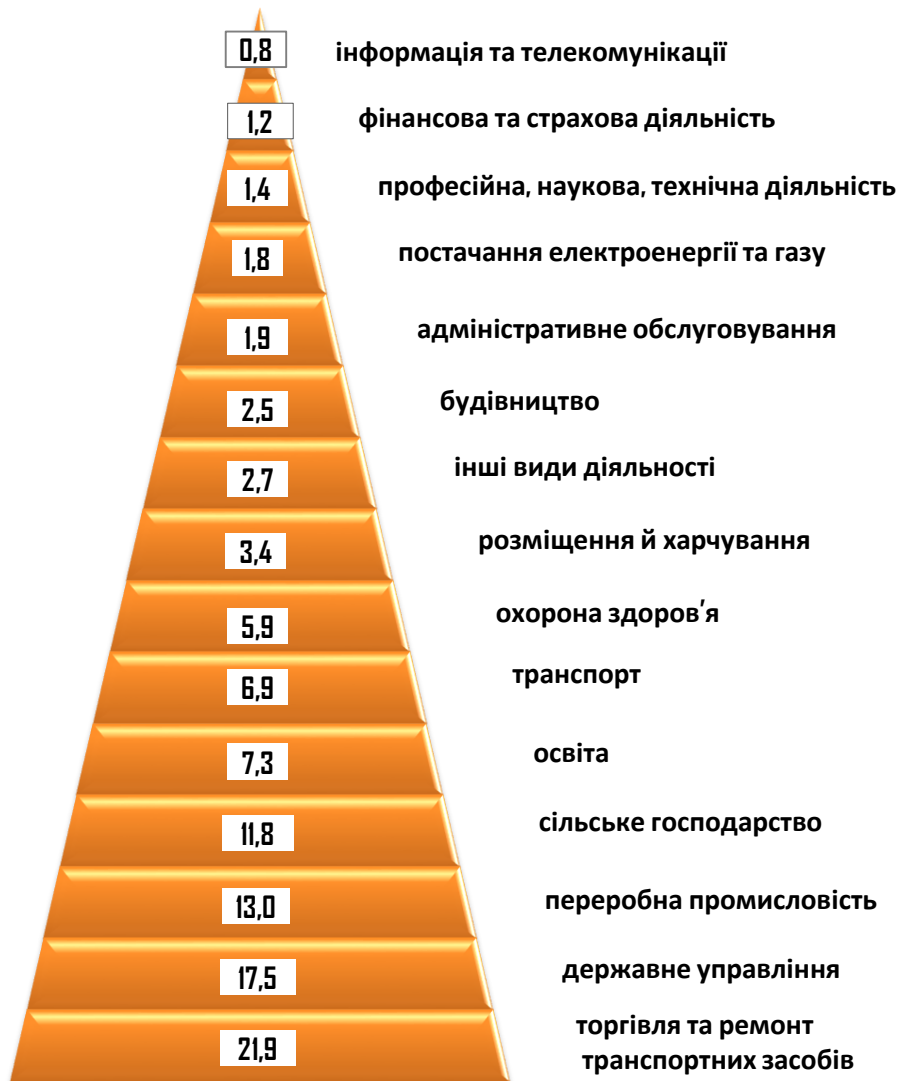 0,8 інформація та телекомунікації
1,2 фінансова та страхова діяльність
1,4 професійна, наукова, технічна діяльність
1,8 постачання електроенергії та газу
1,9 адміністративне обслуговування
2,5 будівництво
2,7 інші види діяльності
3,4 розміщення й харчування
5,9 охорона здоров'я
6,9 транспорт
7,3 освіта
11,8 сільське господарство
13,0 переробна промисловість
17,5 державне управління
21,9 торгівля та ремонт
транспортних засобів